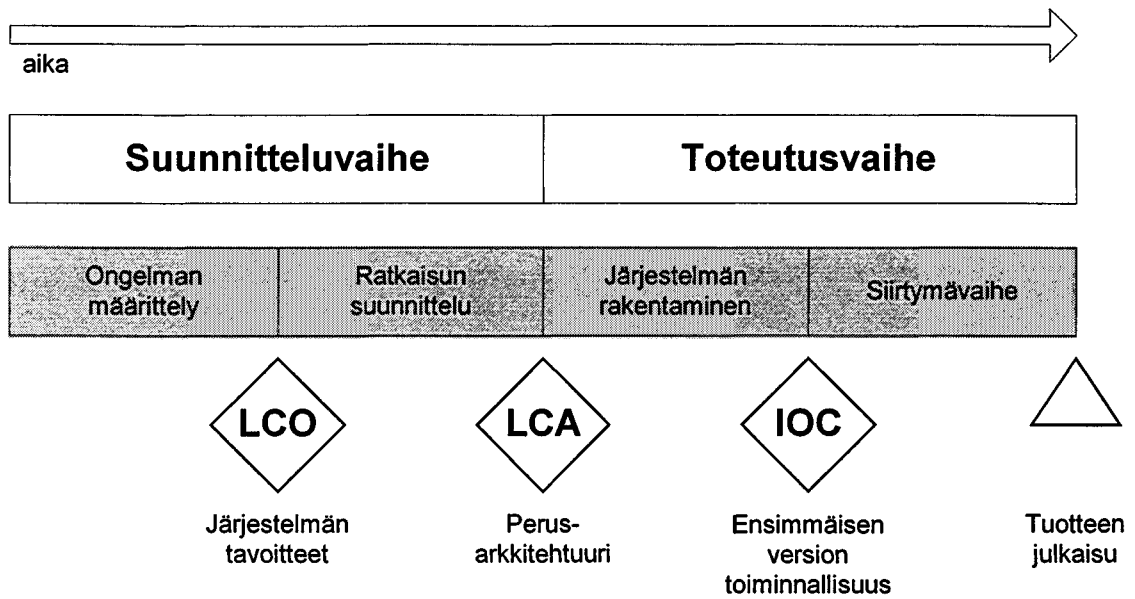 aika
Suunnitteluvaihe
Toteutusvaihe
Ongelman
määrittely
Ratkaisun
suunnittelu
Järjestelmän
rakentaminen
Siirtymävaihe
LCO
LCA
IOC
Järjestelmän
tavoitteet
Perus-
arkkitehtuuri
Ensimmäisen
version
toiminnallisuus
Tuotteen
julkaisu